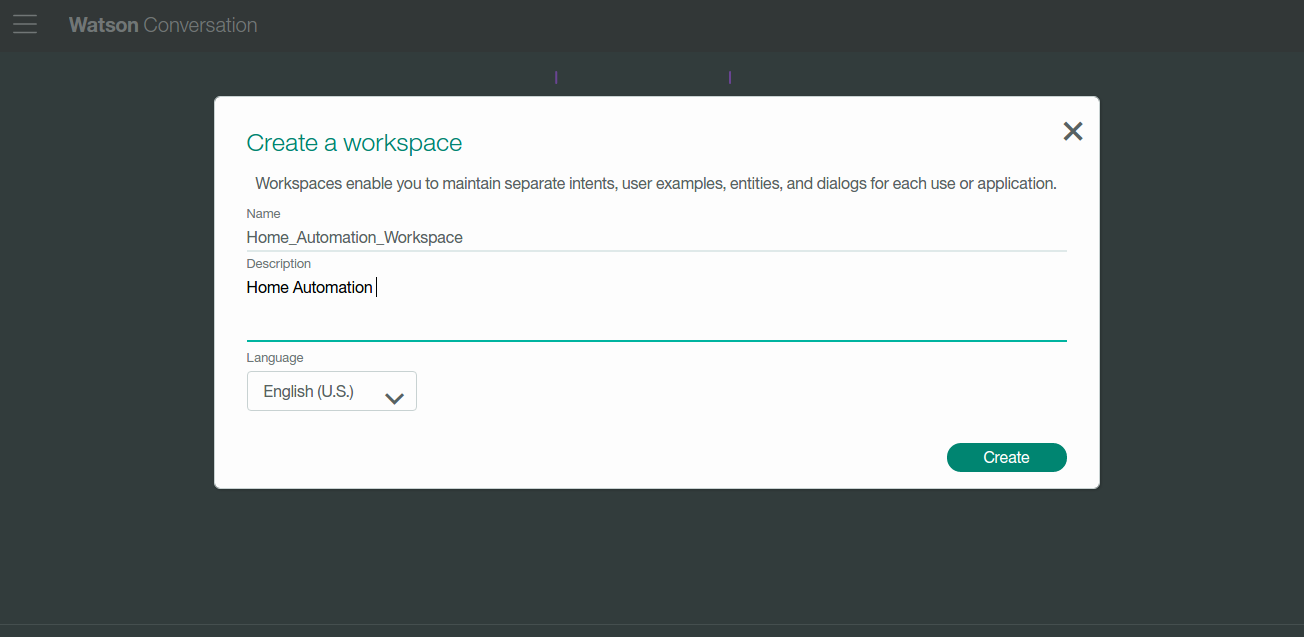 Watson Conversation
Create a workspace
Workspaces enable you to maintain separate intents, user examples, entities, and dialogs for each use or application.
Name
Home_Automation_Workspace
Description
Home Automation
Language
English (U.S.)
Create